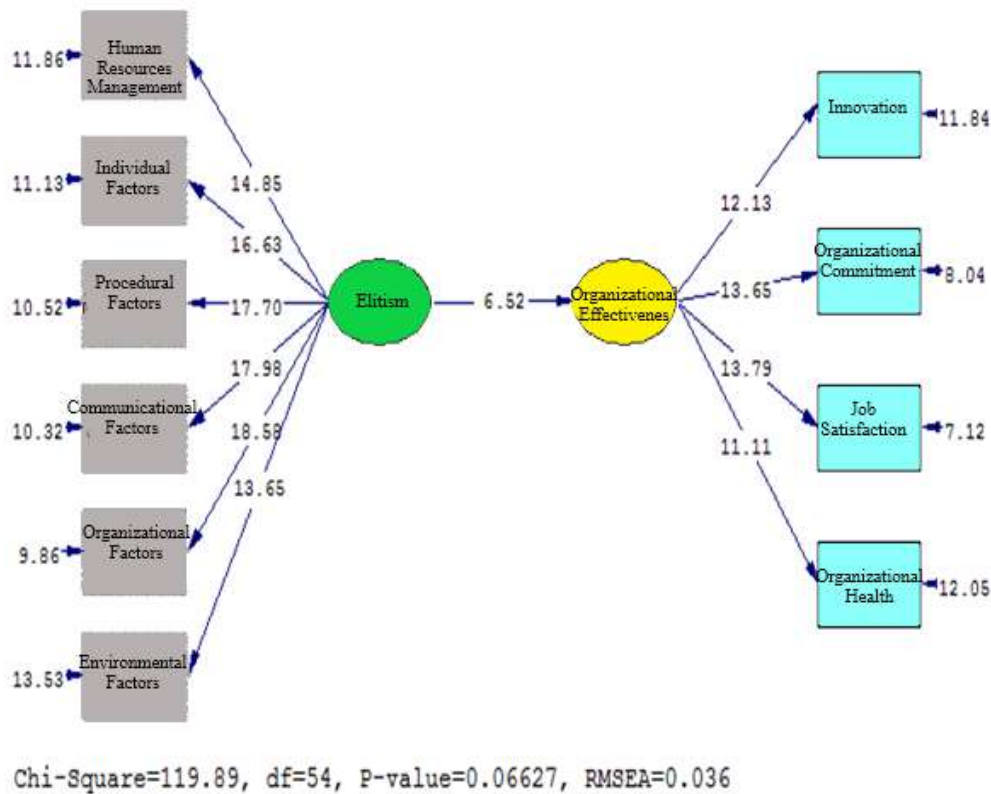 Human
Resources
Management
11.86
Individual
Factors
11.13
Procedural
Factors
10.52
Communicational
Factors
10.32
Organizational
Factors
9.86
Environmental
Factors
13.53
14.85
16.63
17.70
17.98
18.58
13.65
Elitism
6.52
Organizational
Effectivenes
12.13
13.65
13.79
11.11
Innovation
11.84
Organizational
Commitment
8.04
Job
Satisfaction
7.12
Organizational
Health
12.05
Chi-Square=119.89, df=54, P-value=0.06627, RMSEA=0.036